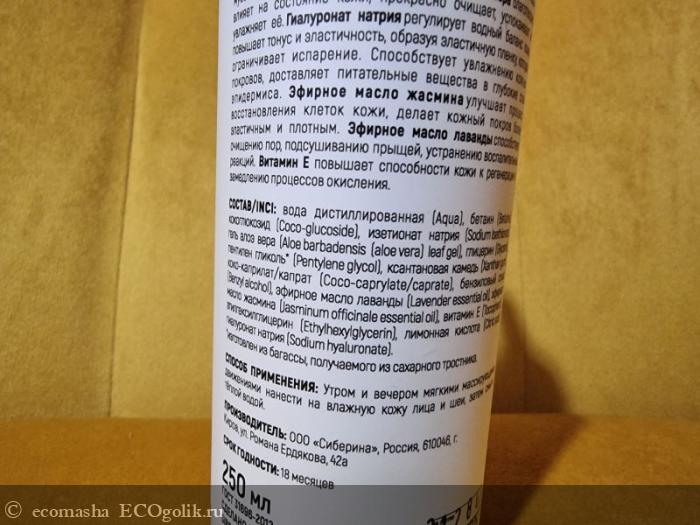 влияет на состояние кожи, прекрасно очищает, успокаивает
увлажняет её. Гиалуронат натрия регулирует водный баланс
повышает тонус и эластичность, образуя эластичную пленку,
ограничивает испарение. Способствует увлажнению
покровов, доставляет питательные вещества в глубокие
эпидермиса. Эфирное масло жасмина улучшает
восстановления клеток кожи, делает кожный покров
эластичным и плотным. Эфирное масло лаванды
очищению пор, подсушиванию прыщей, устранению
реакций. Витамин Е повышает способности кожи к
замедлению процессов окисления.
СОСТАВ/INCI: вода дистиллированная (Aqua), бетаин
кокоглюкозид (Coco-glucoside), изетионат натрия (Sodium
гель алоэ вера (Aloe barbadensis (aloe vera) leaf gel), глицерин
пентилен гликоль* (Pentylene glycol), ксантановая камедь
коко-каприлат/капрат (Coco-caprylate/caprate), бензиловый
(Benzyl alcohol), эфирное масло лаванды (Lavender essential oil),
масло жасмина (Jasminum officinale essential oil), витамин Е
этилгексилглицерин (Ethylhexylglycerin), лимонная кислота
гиалуронат натрия (Sodium hyaluronate).
*изготовлен из багассы, получаемого из сахарного тростника.
СПОСОБ ПРИМЕНЕНИЯ: Утром и вечером мягкими
движениями нанести на влажную кожу лица и шеи, затем
тёплой водой.
ПРОИЗВОДИТЕЛЬ: ООО «Сиберина», Россия, 610046, г.
Киров, ул. Романа Ердякова, 42а
СРОК ГОДНОСТИ: 18 месяцев
250 мл
ecomasha ECOgolik.ru